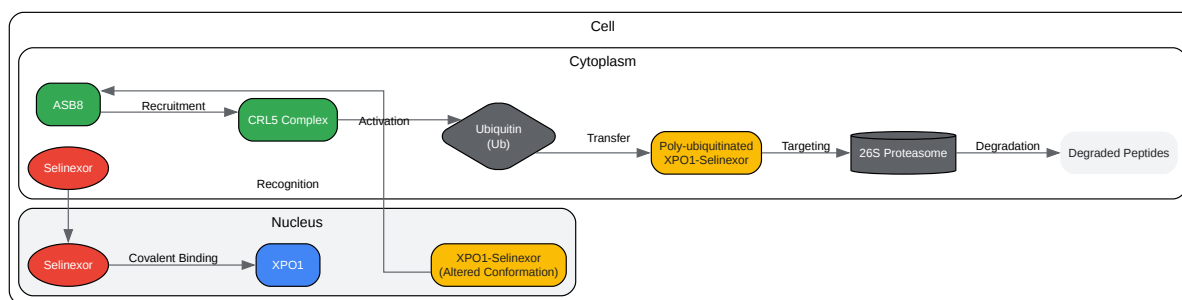 Cell
Cytoplasm
ASB8
Recruitment
CRL5 Complex
Activation
Ubiquitin
(Ub)
Transfer
Poly-ubiquitinated
XPO1-Selinexor
Targeting
26S Proteasome
Degradation
Degraded Peptides
Selinexor
Recognition
Nucleus
Selinexor
Covalent Binding
XPO1
XPO1-Selinexor
(Altered Conformation)